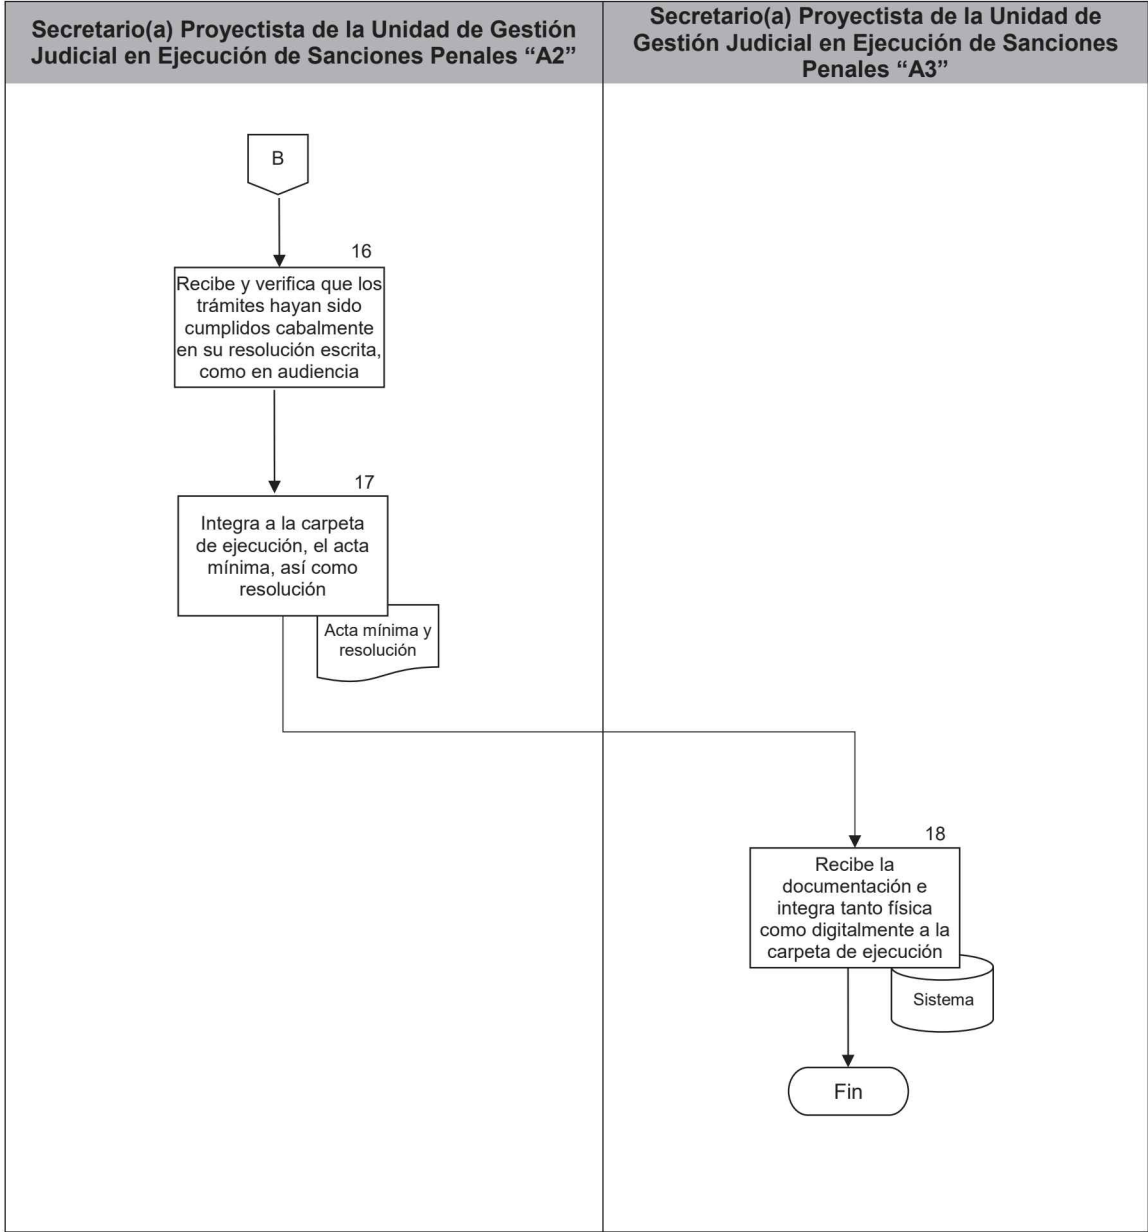 Secretario(a) Proyectista de la Unidad de Gestión
Judicial en Ejecución de Sanciones Penales “A2”
Secretario(a) Proyectista de la Unidad de
Gestión Judicial en Ejecución de Sanciones
Penales “A3”
B
16
Recibe y verifica que los
trámites hayan sido
cumplidos cabalmente
en su resolución escrita,
como en audiencia
17
Integra a la carpeta
de ejecución, el acta
mínima, así como
resolución
Acta mínima y
resolución
18
Recibe la
documentación e
integra tanto física
como digitalmente a la
carpeta de ejecución
Sistema
Fin